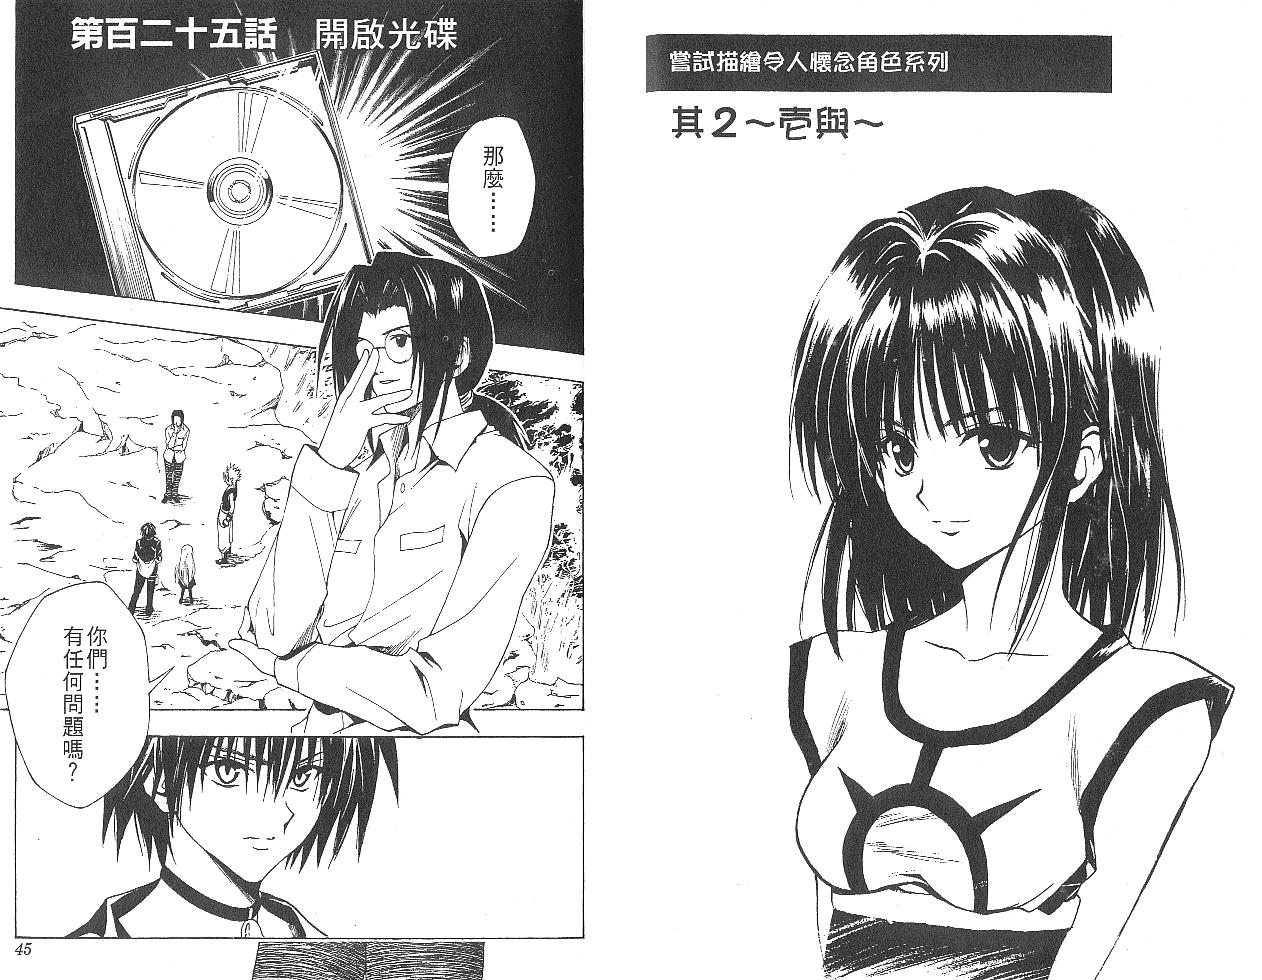 嘗試描繪令人懷念角色系列
其2～壱與～
第百二十五話　開啟光碟
那麼……
你們……
有任何問題嗎？
45